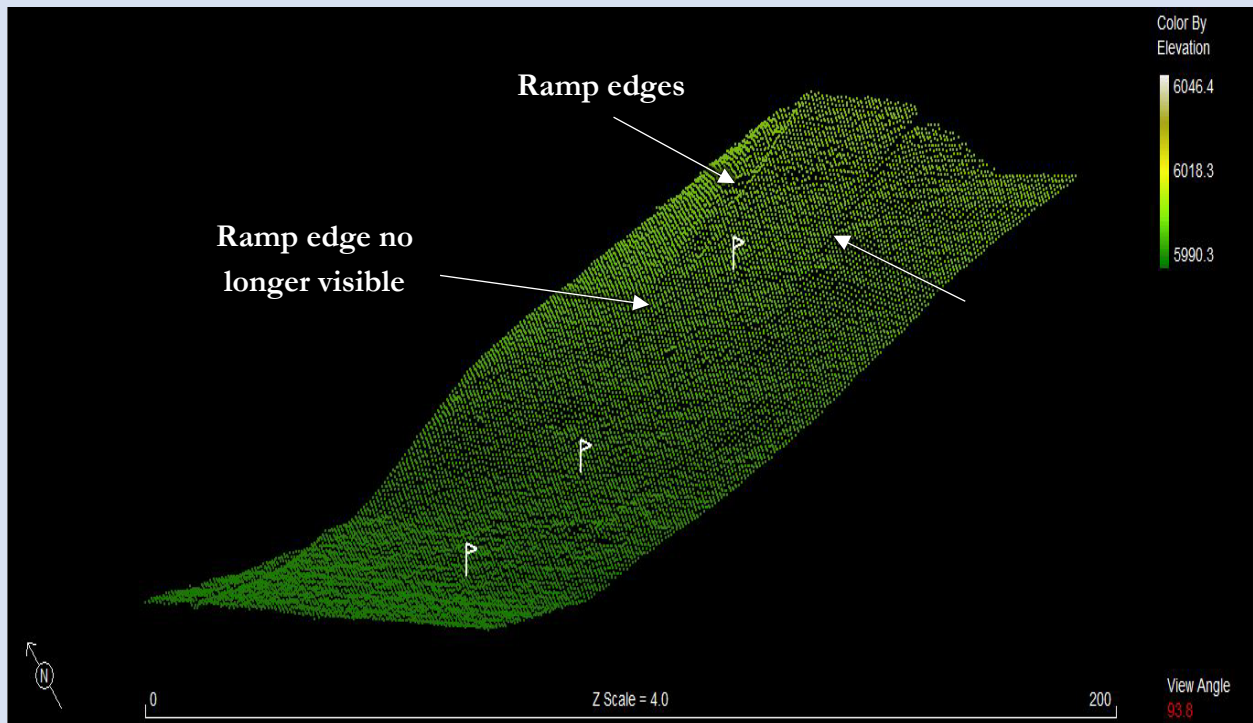 Color By
Elevation
6046.4
6018.3
5990.3
Ramp edges
Ramp edge no
longer visible
N
0
Z Scale = 4.0
200
View Angle
93.8